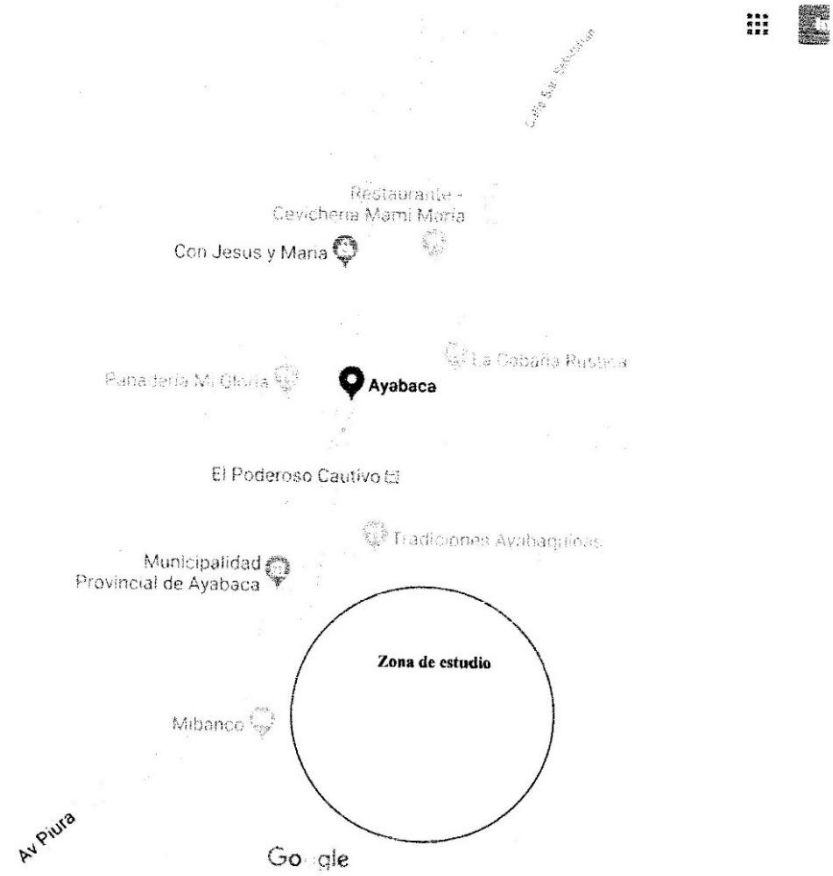 Calle San Sebastian
Restaurante -
Cevicheria Mami Maria
Con Jesus y Maria
La Cabaña Rustica
Panaderia Mi Gloria
Ayabaca
El Poderoso Cautivo
Tradiciones Ayabaquinas
Municipalidad
Provincial de Ayabaca
Zona de estudio
Mibanco
Av Piura
Google